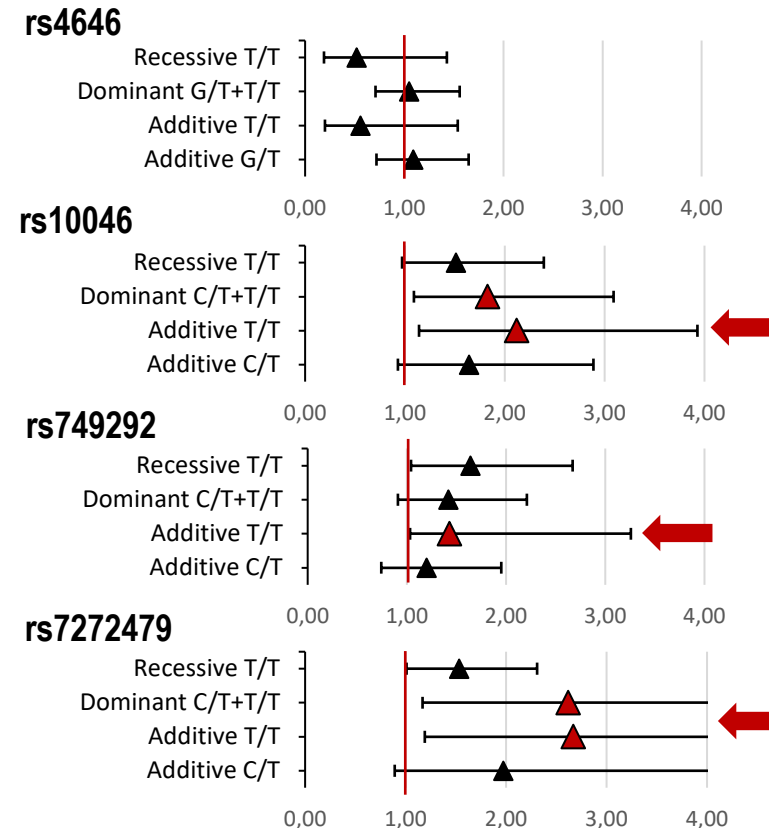 rs4646
Recessive T/T
Dominant G/T+T/T
Additive T/T
Additive G/T
0,00 1,00 2,00 3,00 4,00
rs10046
Recessive T/T
Dominant C/T+T/T
Additive T/T
Additive C/T
0,00 1,00 2,00 3,00 4,00
rs749292
Recessive T/T
Dominant C/T+T/T
Additive T/T
Additive C/T
0,00 1,00 2,00 3,00 4,00
rs7272479
Recessive T/T
Dominant C/T+T/T
Additive T/T
Additive C/T
0,00 1,00 2,00 3,00 4,00